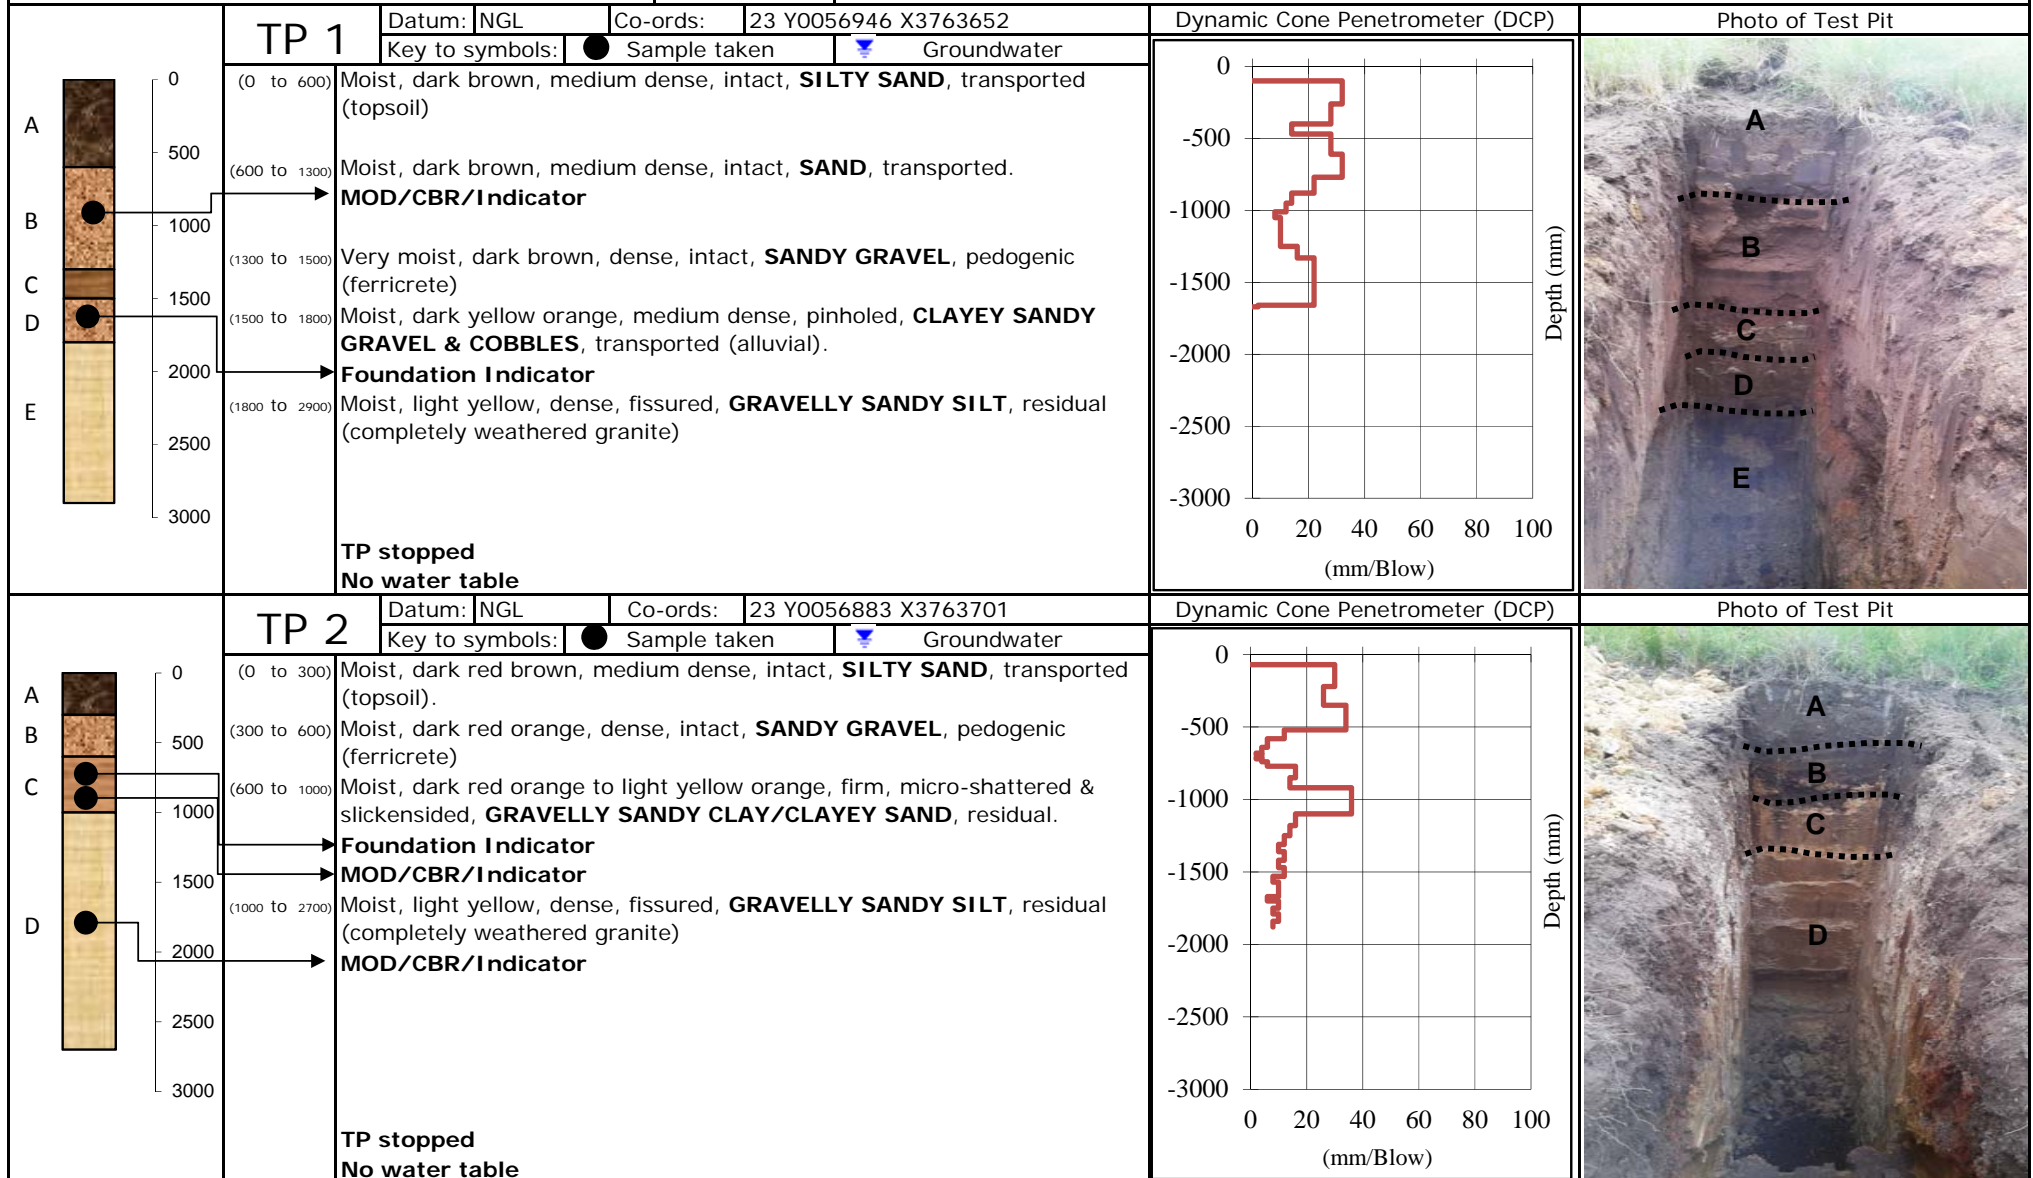 TP 1
Datum: NGL Co-ords: 23 Y0056946 X3763652
Key to symbols: Sample taken Groundwater
Dynamic Cone Penetrometer (DCP)
Photo of Test Pit
A
B
C
D
E
0
500
1000
1500
2000
2500
3000
(0 to 600) Moist, dark brown, medium dense, intact, SILTY SAND, transported
(topsoil)
(600 to 1300) Moist, dark brown, medium dense, intact, SAND, transported.
MOD/CBR/Indicator
(1300 to 1500) Very moist, dark brown, dense, intact, SANDY GRAVEL, pedogenic
(ferricrete)
(1500 to 1800) Moist, dark yellow orange, medium dense, pinholed, CLAYEY SANDY
GRAVEL & COBBLES, transported (alluvial).
Foundation Indicator
(1800 to 2900) Moist, light yellow, dense, fissured, GRAVELLY SANDY SILT, residual
(completely weathered granite)
TP stopped
No water table
0
-500
-1000
-1500
-2000
-2500
-3000
0 20 40 60 80 100
(mm/Blow)
Depth (mm)
A
B
C
D
E
TP 2
Datum: NGL Co-ords: 23 Y0056883 X3763701
Key to symbols: Sample taken Groundwater
Dynamic Cone Penetrometer (DCP)
Photo of Test Pit
A
B
C
D
0
500
1000
1500
2000
2500
3000
(0 to 300) Moist, dark red brown, medium dense, intact, SILTY SAND, transported
(topsoil).
(300 to 600) Moist, dark red orange, dense, intact, SANDY GRAVEL, pedogenic
(ferricrete)
(600 to 1000) Moist, dark red orange to light yellow orange, firm, micro-shattered &
slickensided, GRAVELLY SANDY CLAY/CLAYEY SAND, residual.
Foundation Indicator
MOD/CBR/Indicator
(1000 to 2700) Moist, light yellow, dense, fissured, GRAVELLY SANDY SILT, residual
(completely weathered granite)
MOD/CBR/Indicator
TP stopped
No water table
0
-500
-1000
-1500
-2000
-2500
-3000
0 20 40 60 80 100
(mm/Blow)
Depth (mm)
A
B
C
D